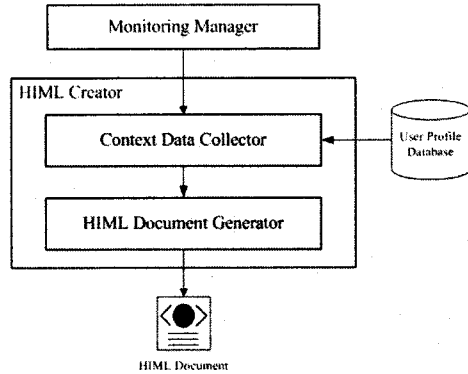 Monitoring Manager
HIML Creator
Context Data Collector
User Profile
Database
HIML Document Generator
HIML Document